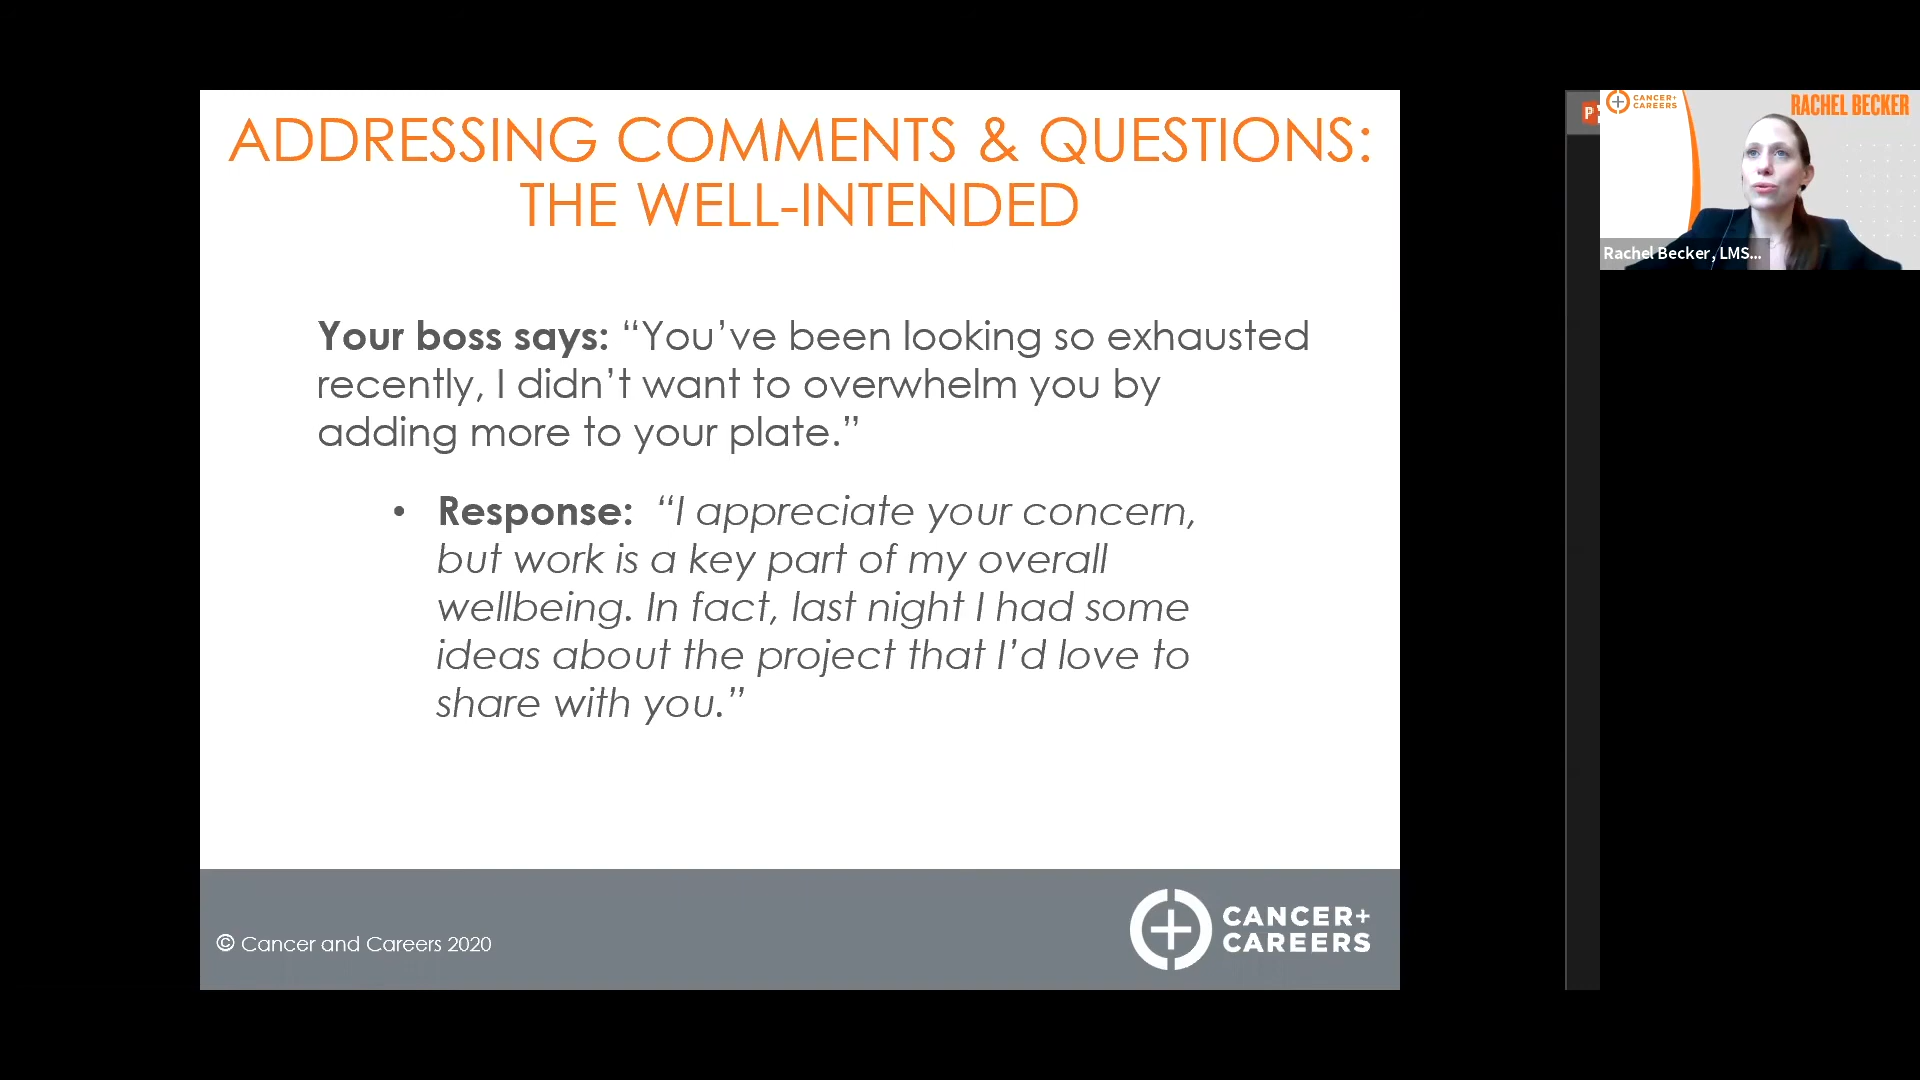 ADDRESSING COMMENTS & QUESTIONS:
THE WELL-INTENDED
Your boss says: “You’ve been looking so exhausted
recently, I didn’t want to overwhelm you by
adding more to your plate.”
• Response: “I appreciate your concern,
but work is a key part of my overall
wellbeing. In fact, last night I had some
ideas about the project that I’d love to
share with you.”
© Cancer and Careers 2020
CANCER+
CAREERS
CANCER+
CAREERS
RACHEL BECKER
Rachel Becker, LMS...